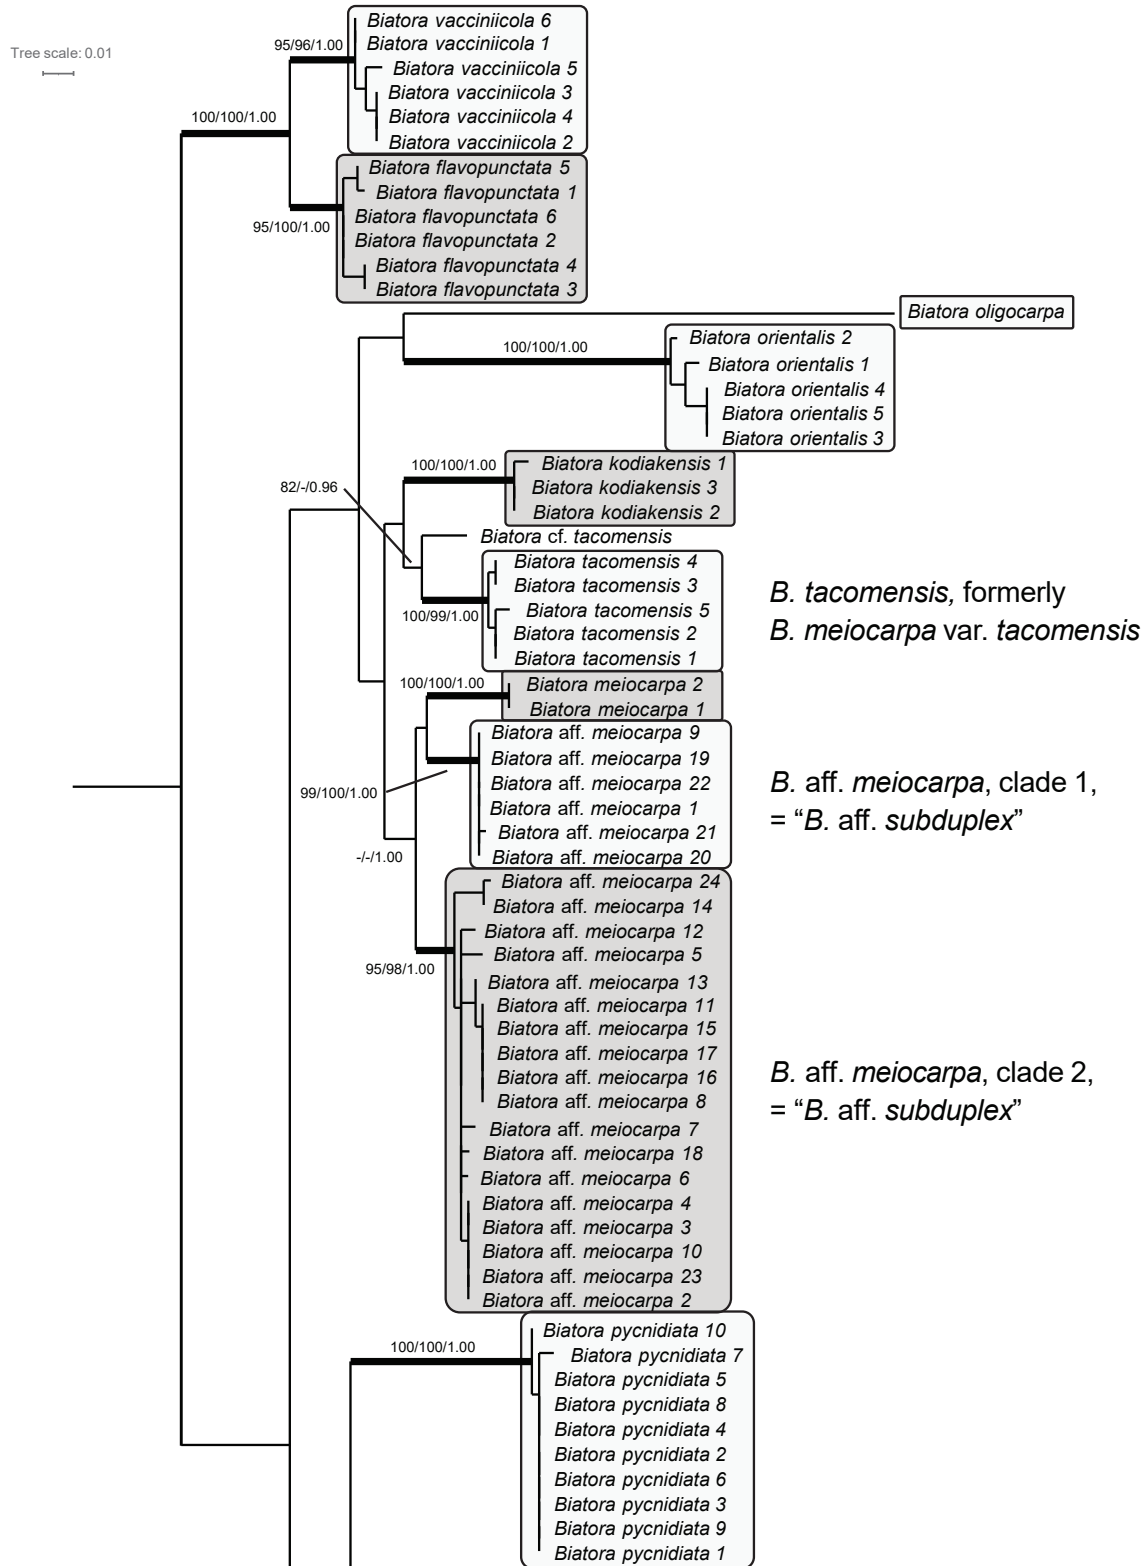 Tree scale: 0.01
Biatora vacciniicola 6
95/96/1.00
Biatora vacciniicola 1
Biatora vacciniicola 5
Biatora vacciniicola 3
100/100/1.00
Biatora vacciniicola 4
Biatora vacciniicola 2
Biatora flavopunctata 5
Biatora flavopunctata 1
Biatora flavopunctata 6
95/100/1.00
Biatora flavopunctata 2
Biatora flavopunctata 4
Biatora flavopunctata 3
Biatora oligocarpa
Biatora orientalis 2
100/100/1.00
Biatora orientalis 1
Biatora orientalis 4
Biatora orientalis 5
Biatora orientalis 3
100/100/1.00
Biatora kodiakensis 1
82/-/0.96
Biatora kodiakensis 3
Biatora kodiakensis 2
Biatora cf. tacomensis
Biatora tacomensis 4
Biatora tacomensis 3
B. tacomensis, formerly
B. meiocarpa var. tacomensis
100/99/1.00
Biatora tacomensis 5
Biatora tacomensis 2
Biatora tacomensis 1
100/100/1.00
Biatora meiocarpa 2
Biatora meiocarpa 1
Biatora aff. meiocarpa 9
Biatora aff. meiocarpa 19
Biatora aff. meiocarpa 22
99/100/1.00
Biatora aff. meiocarpa 1
B. aff. meiocarpa, clade 1,
= “B. aff. subduplex”
Biatora aff. meiocarpa 21
Biatora aff. meiocarpa 20
-/-/1.00
Biatora aff. meiocarpa 24
Biatora aff. meiocarpa 14
Biatora aff. meiocarpa 12
Biatora aff. meiocarpa 5
95/98/1.00
Biatora aff. meiocarpa 13
Biatora aff. meiocarpa 11
Biatora aff. meiocarpa 15
Biatora aff. meiocarpa 17
Biatora aff. meiocarpa 16
Biatora aff. meiocarpa 8
B. aff. meiocarpa, clade 2,
= “B. aff. subduplex”
Biatora aff. meiocarpa 7
Biatora aff. meiocarpa 18
Biatora aff. meiocarpa 6
Biatora aff. meiocarpa 4
Biatora aff. meiocarpa 3
Biatora aff. meiocarpa 10
Biatora aff. meiocarpa 23
Biatora aff. meiocarpa 2
Biatora pycnidiata 10
100/100/1.00
Biatora pycnidiata 7
Biatora pycnidiata 5
Biatora pycnidiata 8
Biatora pycnidiata 4
Biatora pycnidiata 2
Biatora pycnidiata 6
Biatora pycnidiata 3
Biatora pycnidiata 9
Biatora pycnidiata 1